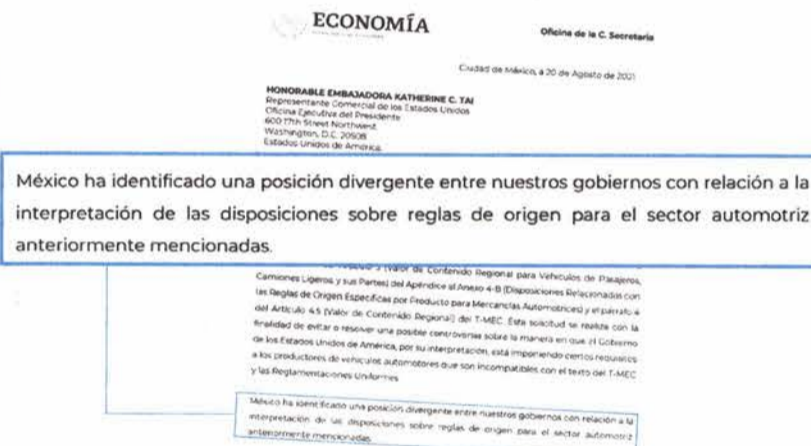 ECONOMÍA
Oficina de la C. Secretaria
Ciudad de México, a 20 de Agosto de 2021
HONORABLE EMBAJADORA KATHERINE C. TAI
Representante Comercial de los Estados Unidos
Oficina Ejecutiva del Presidente
600 17th Street Northwest
Washington, D.C. 20508
Estados Unidos de América.
México ha identificado una posición divergente entre nuestros gobiernos con relación a la
interpretación de las disposiciones sobre reglas de origen para el sector automotriz
anteriormente mencionadas.
(Valor de Contenido Regional para Vehículos de Pasajeros,
Camiones Ligeros y sus Partes) del Apéndice al Anexo 4-B (Disposiciones Relacionadas con
las Reglas de Origen Específicas por Producto para Mercancías Automotrices) y el párrafo 4
del Artículo 4.5 (Valor de Contenido Regional) del T-MEC. Esta solicitud se realiza con la
finalidad de evitar o resolver una posible controversia sobre la manera en que el Gobierno
de los Estados Unidos de América, por su interpretación, está imponiendo ciertos requisitos
a los productores de vehículos automotores que son incompatibles con el texto del T-MEC
y las Reglamentaciones Uniformes
México ha identificado una posición divergente entre nuestros gobiernos con relación a la
interpretación de las disposiciones sobre reglas de origen para el sector automotriz
anteriormente mencionadas.